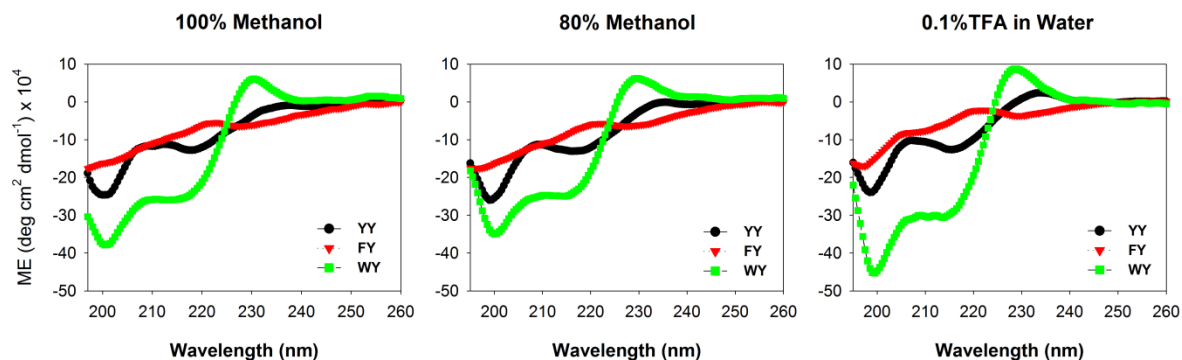 100% Methanol 80% Methanol 0.1%TFA in Water
ME (deg cm² dmol⁻¹) x 10⁴
10 10 10
0 0 0
-10 -10 -10
-20 -20 -20
-30 -30 -30
-40 -40 -40
-50 -50 -50
YY YY YY
FY FY FY
WY WY WY
200 210 220 230 240 250 260 200 210 220 230 240 250 260 200 210 220 230 240 250 260
Wavelength (nm) Wavelength (nm) Wavelength (nm)